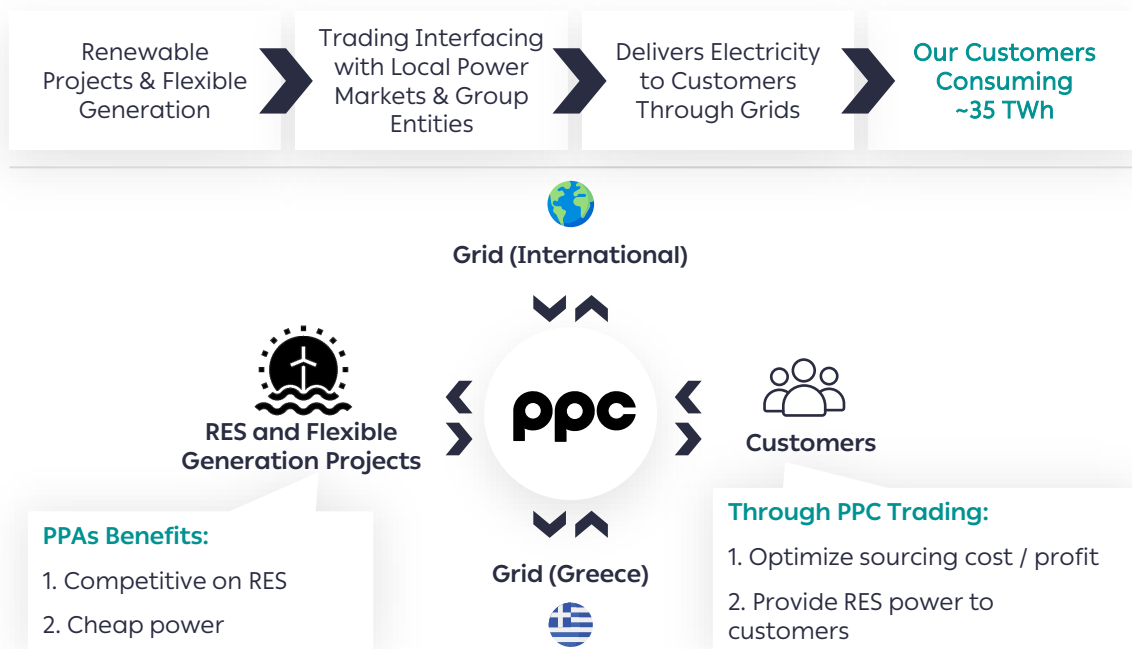 Renewable
Projects & Flexible
Generation
Trading Interfacing
with Local Power
Markets & Group
Entities
Delivers Electricity
to Customers
Through Grids
Our Customers
Consuming
~35 TWh
Grid (International)
RES and Flexible
Generation Projects
ppc
Customers
PPAs Benefits:
1. Competitive on RES
2. Cheap power
Grid (Greece)
Through PPC Trading:
1. Optimize sourcing cost / profit
2. Provide RES power to
customers